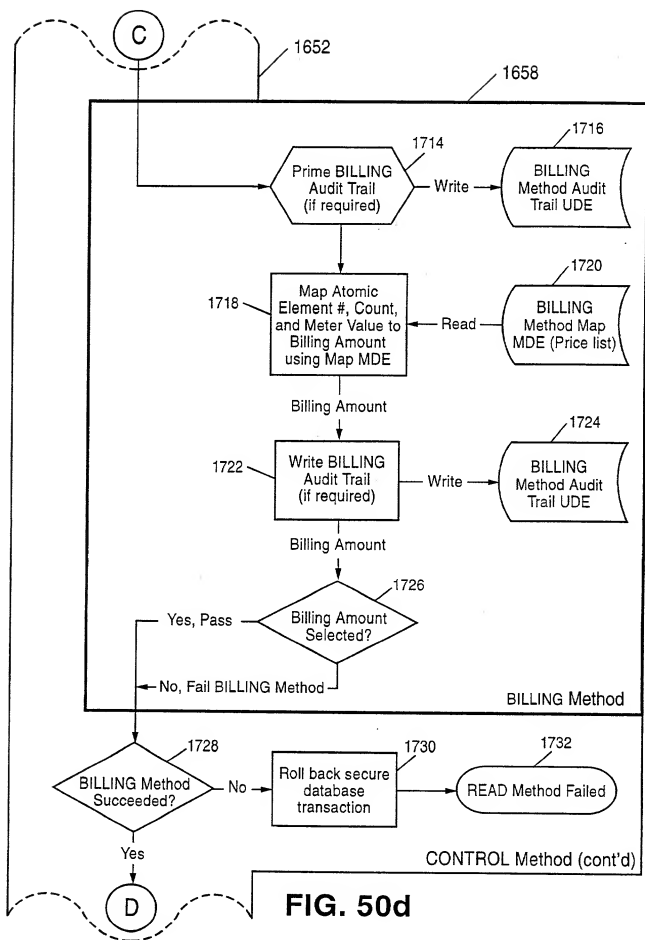 C
1652
1658
1714
Prime BILLING
Audit Trail
(if required)
Write
1716
BILLING
Method Audit
Trail UDE
1718
Map Atomic
Element #, Count,
and Meter Value to
Billing Amount
using Map MDE
Read
1720
BILLING
Method Map
MDE (Price list)
Billing Amount
1722
Write BILLING
Audit Trail
(if required)
Write
1724
BILLING
Method Audit
Trail UDE
Billing Amount
1726
Billing Amount
Selected?
Yes, Pass
No, Fail BILLING Method
BILLING Method
1728
BILLING Method
Succeeded?
No
1730
Roll back secure
database
transaction
1732
READ Method Failed
Yes
CONTROL Method (cont'd)
D
FIG. 50d